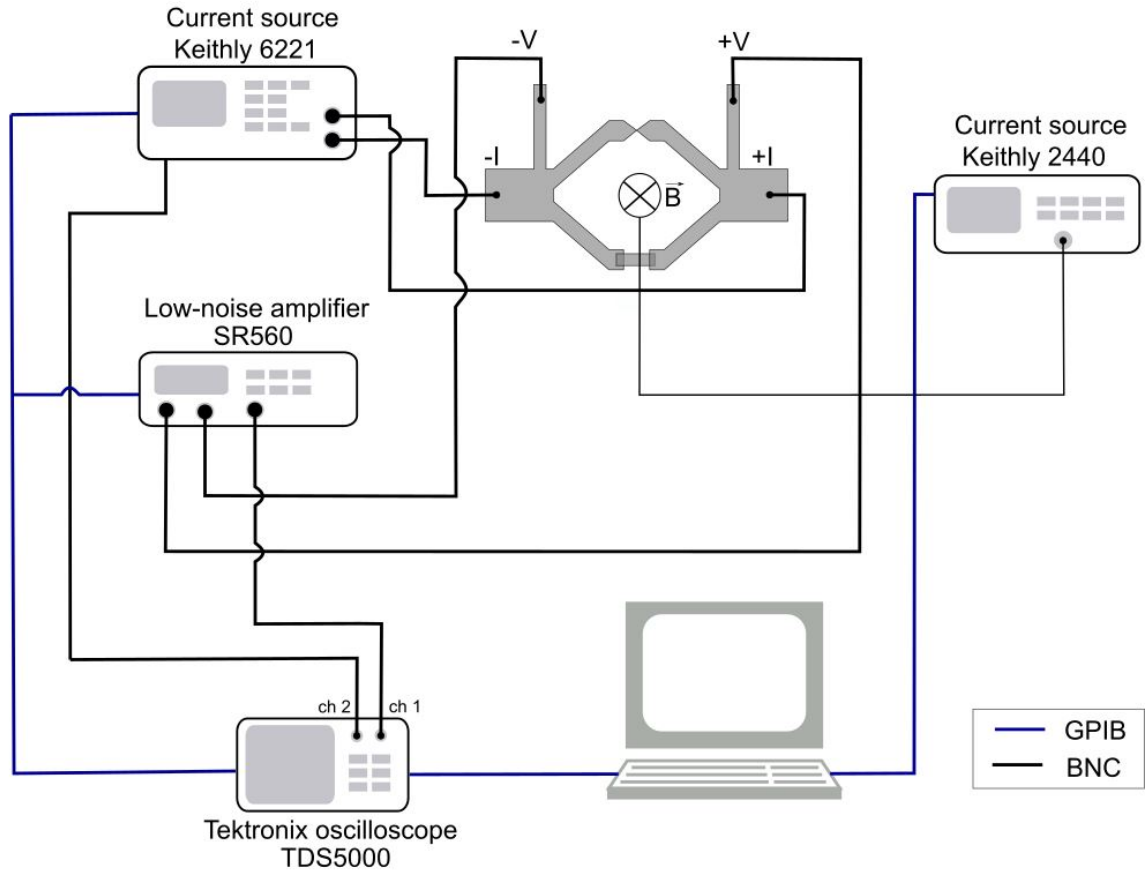 Current source
Keithly 6221
-V
+V
-I
+I
B
Current source
Keithly 2440
Low-noise amplifier
SR560
ch 2
ch 1
Tektronix oscilloscope
TDS5000
GPIB
BNC